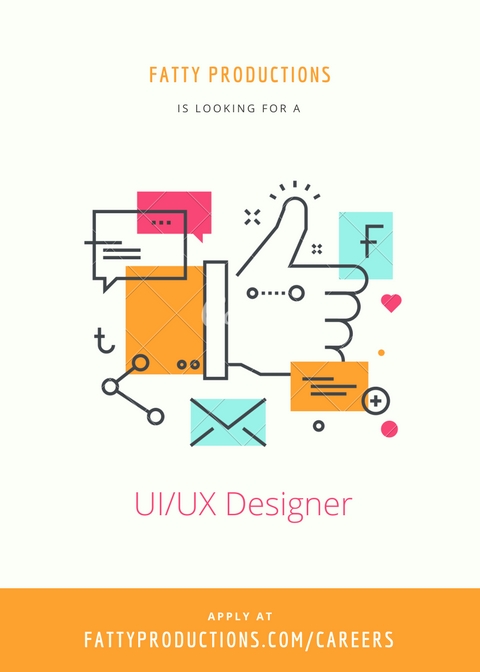 FATTY PRODUCTIONS
IS LOOKING FOR A
f
t
UI/UX Designer
APPLY AT
FATTYPRODUCTIONS.COM/CAREERS